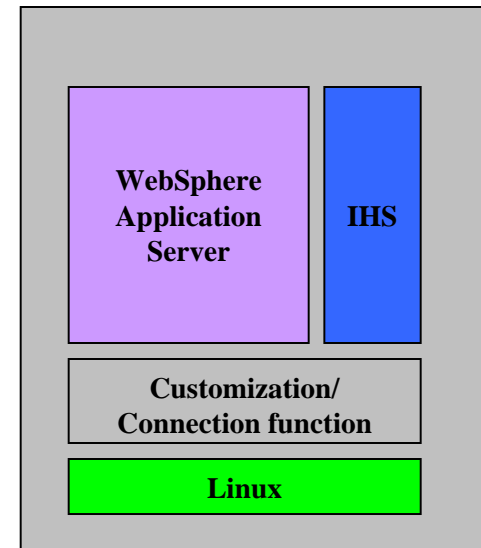 WebSphere
Application
Server
IHS
Customization/
Connection function
Linux